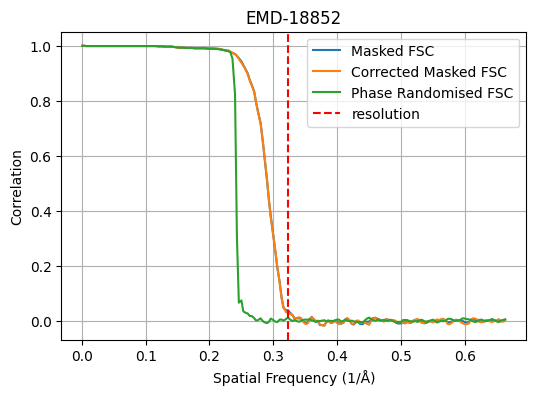 EMD-18852
Masked FSC
Corrected Masked FSC
Phase Randomised FSC
resolution
Correlation
1.0
0.8
0.6
0.4
0.2
0.0
0.0 0.1 0.2 0.3 0.4 0.5 0.6
Spatial Frequency (1/Å)